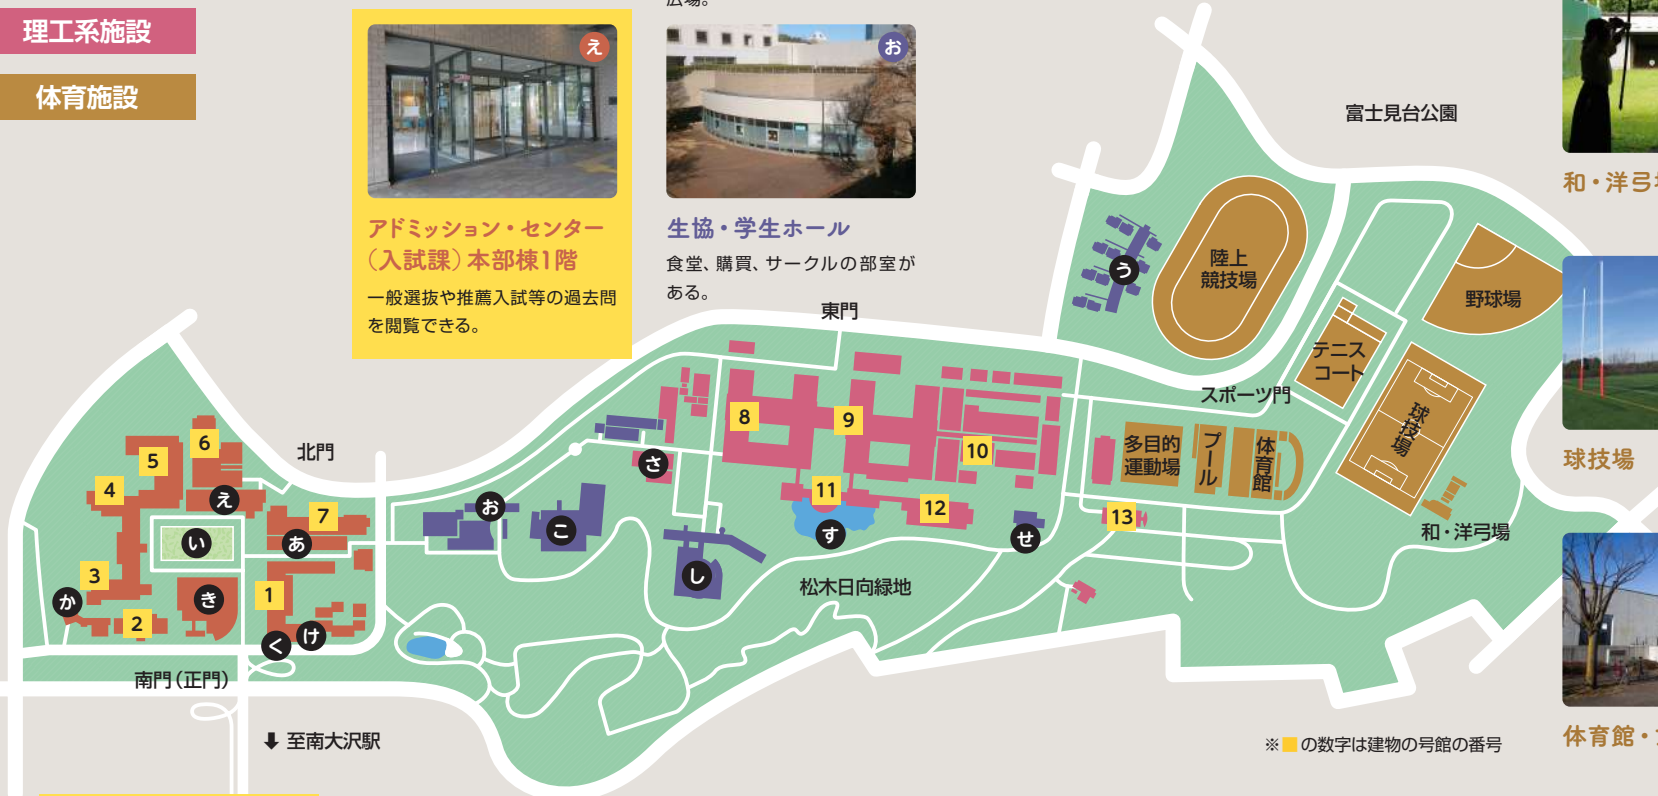 理工系施設
体育施設
広場。
え
アドミッション・センター
(入試課)本部棟1階
一般選抜や推薦入試等の過去問
を閲覧できる。
お
生協・学生ホール
食堂、購買、サークルの部室が
ある。
東門
富士見台公園
和・洋弓
う
陸上
競技場
野球場
テニス
コート
スポーツ門
球技場
球技場
和・洋弓場
多目的
運動場
プール
体育館
8
9
10
11
12
13
さ
す
せ
松木日向緑地
北門
6
5
4
え
7
い
あ
お
こ
し
3
か
き
1
2
く
け
南門(正門)
至南大沢駅
※の数字は建物の号館の番号
体育館・